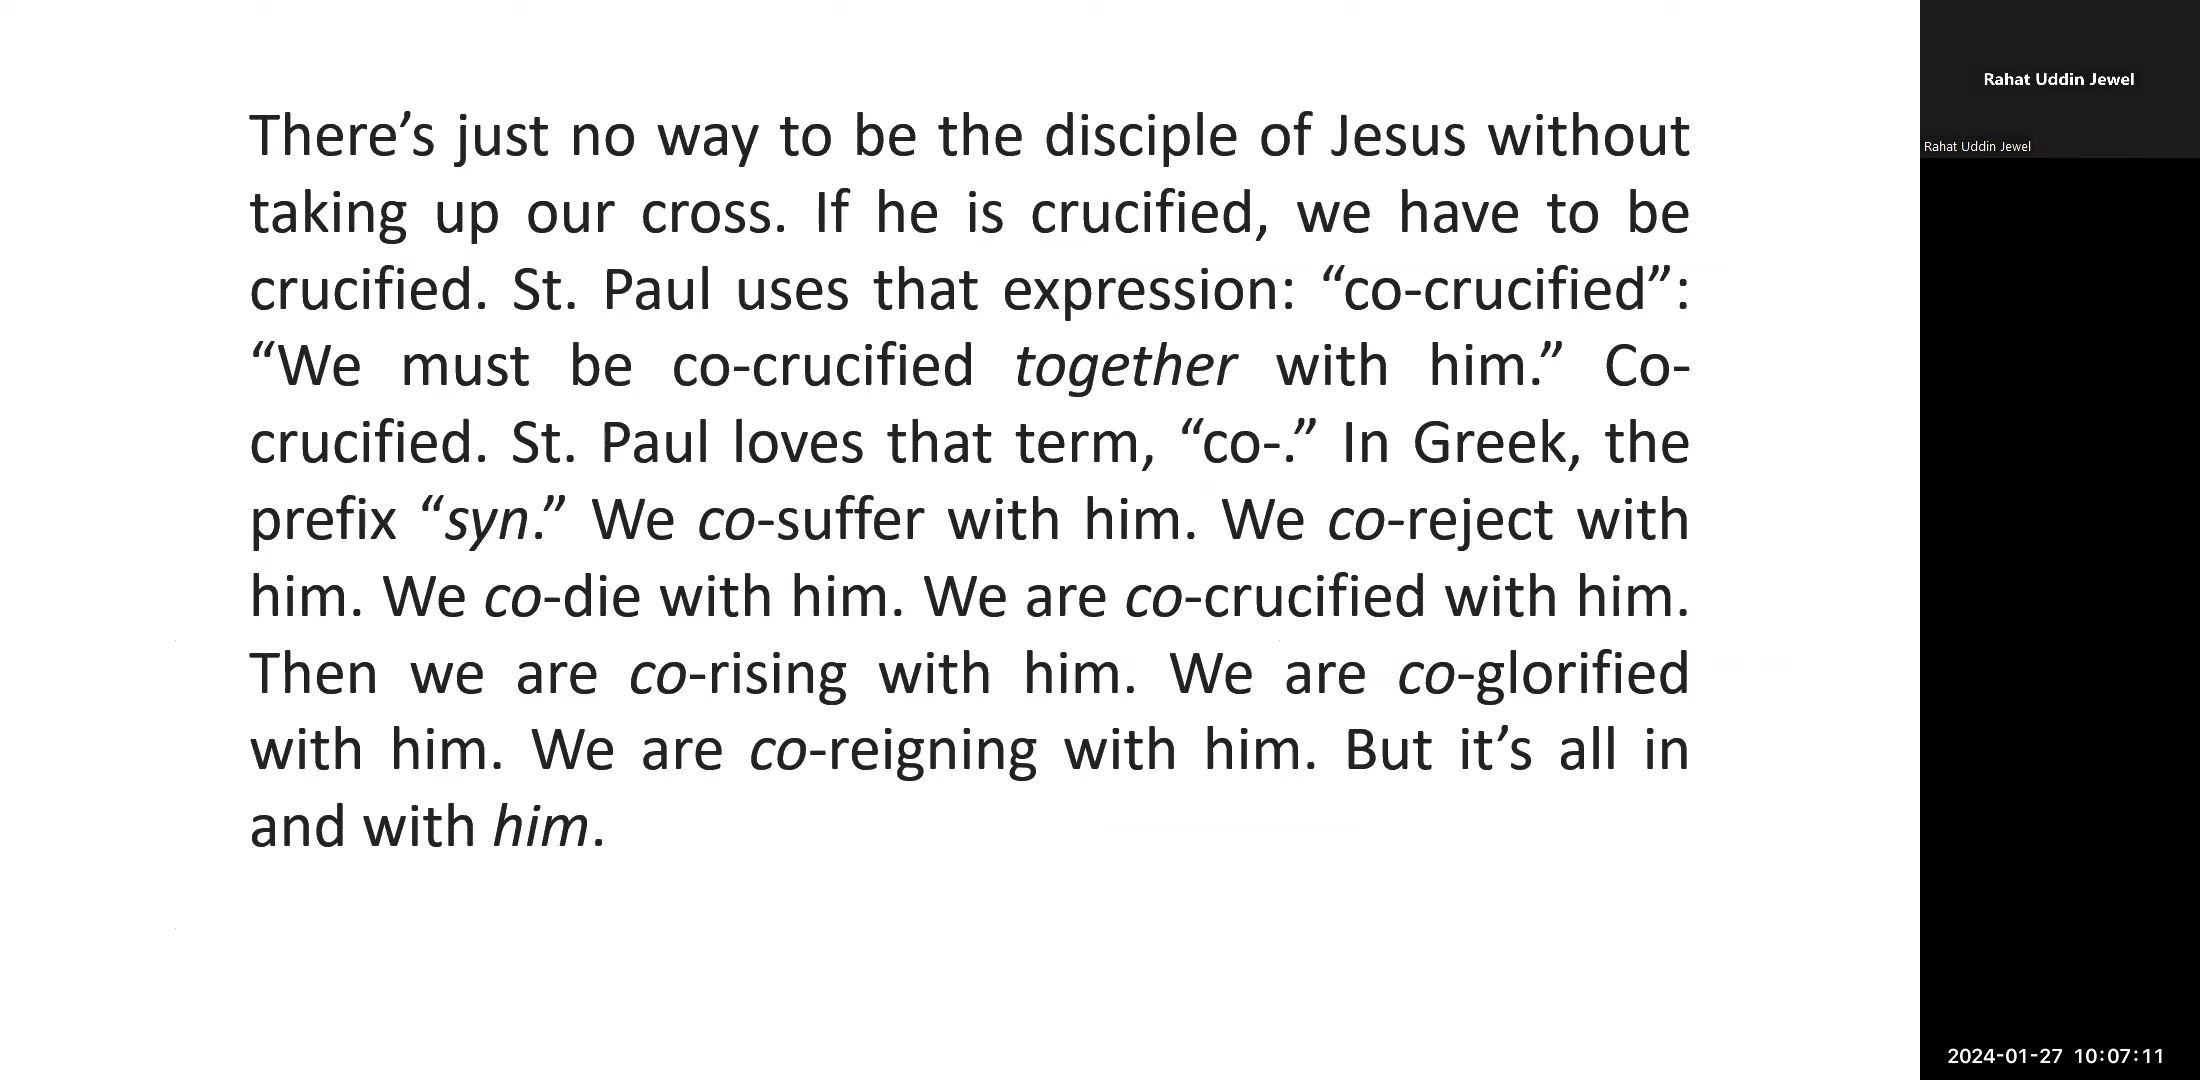 There’s just no way to be the disciple of Jesus without
taking up our cross. If he is crucified, we have to be
crucified. St. Paul uses that expression: “co-crucified”:
“We must be co-crucified together with him.” Co-
crucified. St. Paul loves that term, “co-.” In Greek, the
prefix “syn.” We co-suffer with him. We co-reject with
him. We co-die with him. We are co-crucified with him.
Then we are co-rising with him. We are co-glorified
with him. We are co-reigning with him. But it’s all in
and with him.
Rahat Uddin Jewel
Rahat Uddin Jewel
2024-01-27 10:07:11